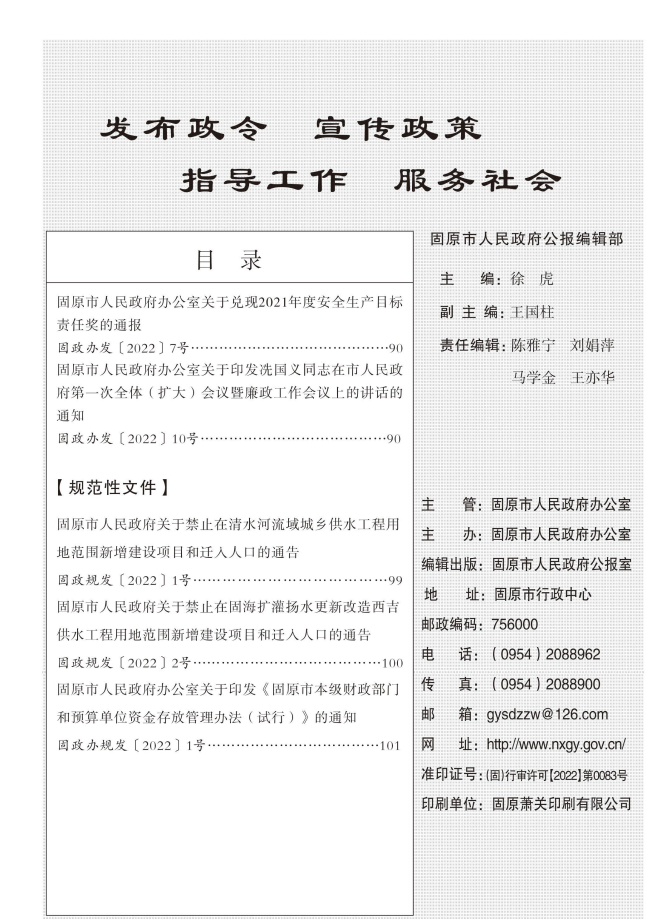 发布政令　宣传政策
指导工作　服务社会
目　录
固原市人民政府办公室关于兑现2021年度安全生产目标
责任奖的通报
固政办发〔2022〕7号……………………………………90
固原市人民政府办公室关于印发冼国义同志在市人民政
府第一次全体（扩大）会议暨廉政工作会议上的讲话的
通知
固政办发〔2022〕10号…………………………………90
【规范性文件】
固原市人民政府关于禁止在清水河流域城乡供水工程用
地范围新增建设项目和迁入人口的通告
固政规发〔2022〕1号……………………………………99
固原市人民政府关于禁止在固海扩灌扬水更新改造西吉
供水工程用地范围新增建设项目和迁入人口的通告
固政规发〔2022〕2号…………………………………100
固原市人民政府办公室关于印发《固原市本级财政部门
和预算单位资金存放管理办法（试行）》的通知
固政办规发〔2022〕1号………………………………101
固原市人民政府公报编辑部
主　　编：徐　虎
副 主 编：王国柱
责任编辑：陈雅宁　刘娟萍
马学金　王亦华
主　　管：固原市人民政府办公室
主　　办：固原市人民政府办公室
编辑出版：固原市人民政府公报室
地　　址：固原市行政中心
邮政编码：756000
电　　话：（0954）2088962
传　　真：（0954）2088900
邮　　箱：gysdzzw@126.com
网　　址：http://www.nxgy.gov.cn/
准印证号：(固)行审许可【2022】第0083号
印刷单位：固原萧关印刷有限公司